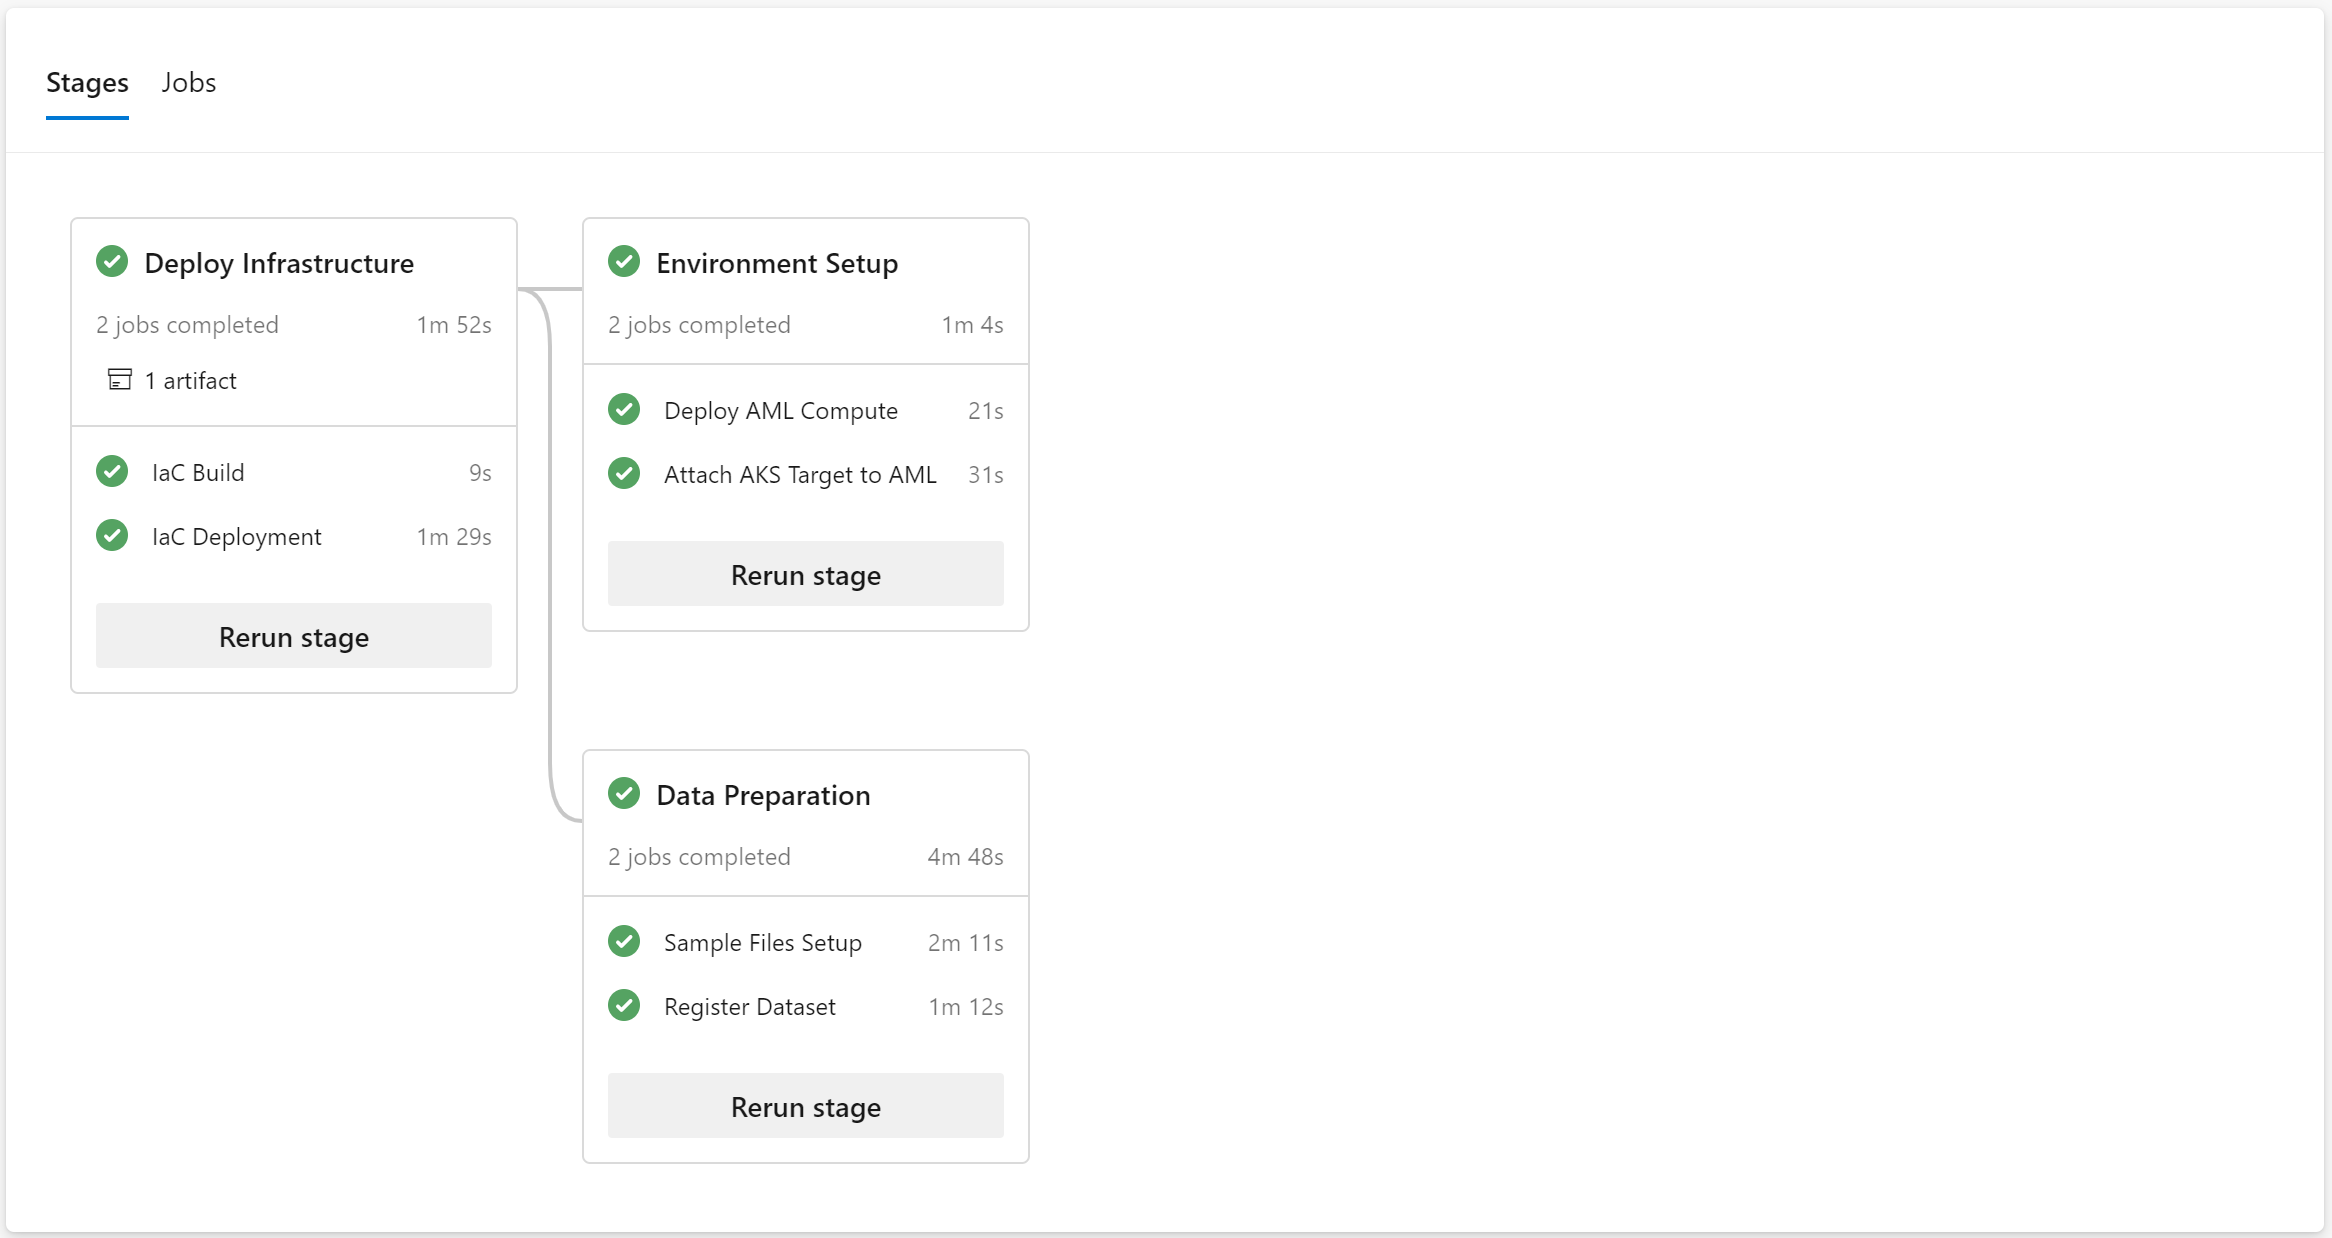 Stages Jobs
Deploy Infrastructure
2 jobs completed 1m 52s
1 artifact
IaC Build 9s
IaC Deployment 1m 29s
Rerun stage
Environment Setup
2 jobs completed 1m 4s
Deploy AML Compute 21s
Attach AKS Target to AML 31s
Rerun stage
Data Preparation
2 jobs completed 4m 48s
Sample Files Setup 2m 11s
Register Dataset 1m 12s
Rerun stage